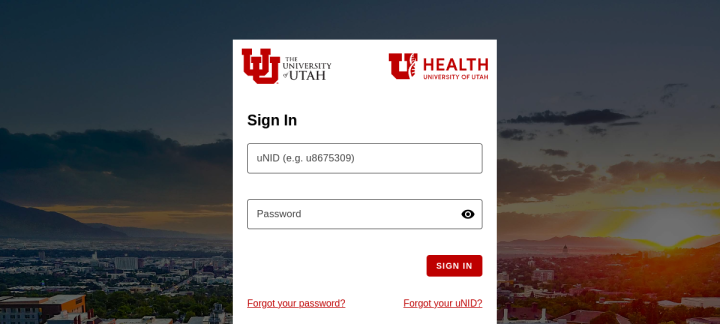 THE
UNIVERSITY
of UTAH
HEALTH
UNIVERSITY OF UTAH
Sign In
uNID (e.g. u8675309)
Password
SIGN IN
Forgot your password? Forgot your uNID?